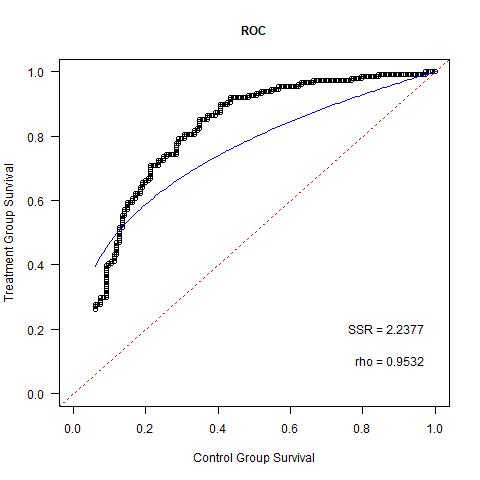 ROC
Treatment Group Survival
1.0
0.8
0.6
0.4
0.2
0.0
SSR = 2.2377
rho = 0.9532
0.0 0.2 0.4 0.6 0.8 1.0
Control Group Survival